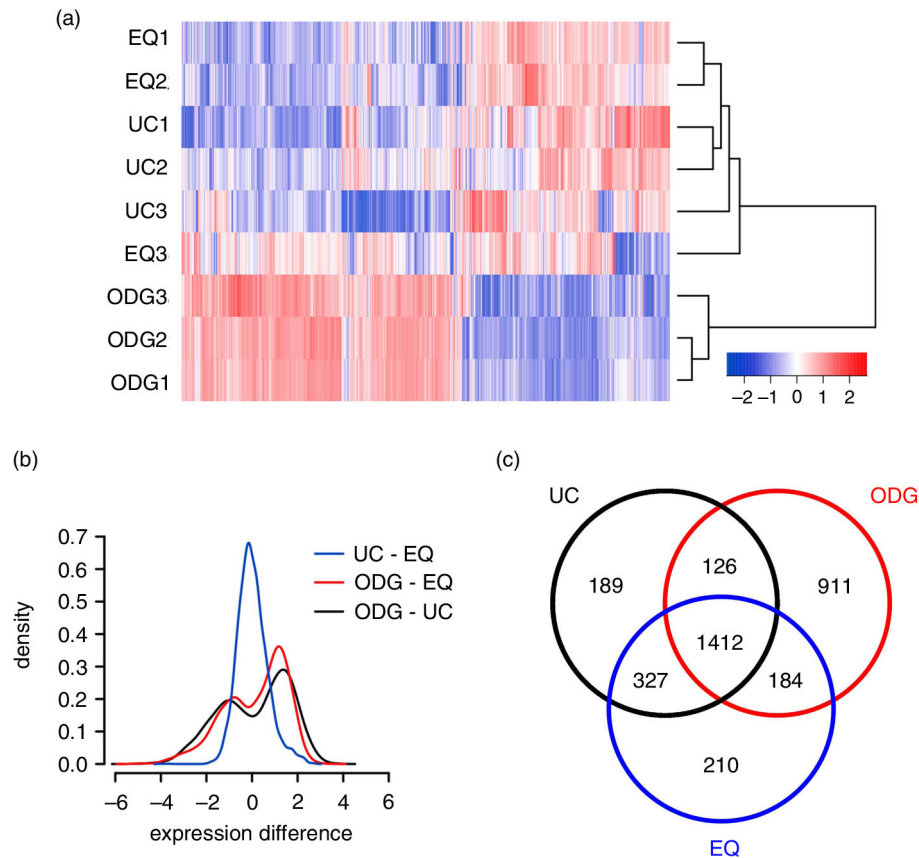 (a)
EQ1
EQ2
UC1
UC2
UC3
EQ3
ODG3
ODG2
ODG1
−2 −1 0 1 2
(b)
0.7
0.6
0.5
0.4
0.3
0.2
0.1
0.0
density
UC - EQ
ODG - EQ
ODG - UC
−6 −4 −2 0 2 4 6
expression difference
(c)
UC
ODG
189
126
911
1412
327
184
210
EQ